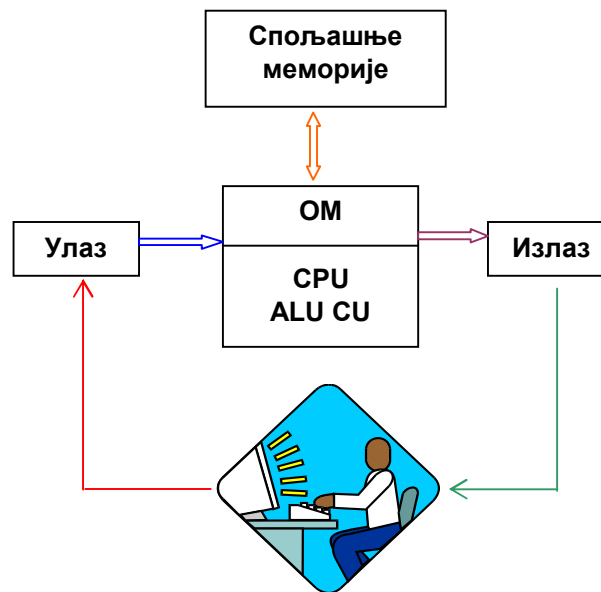 Спољашње
меморије
ОМ
Улаз
Излаз
CPU
ALU CU